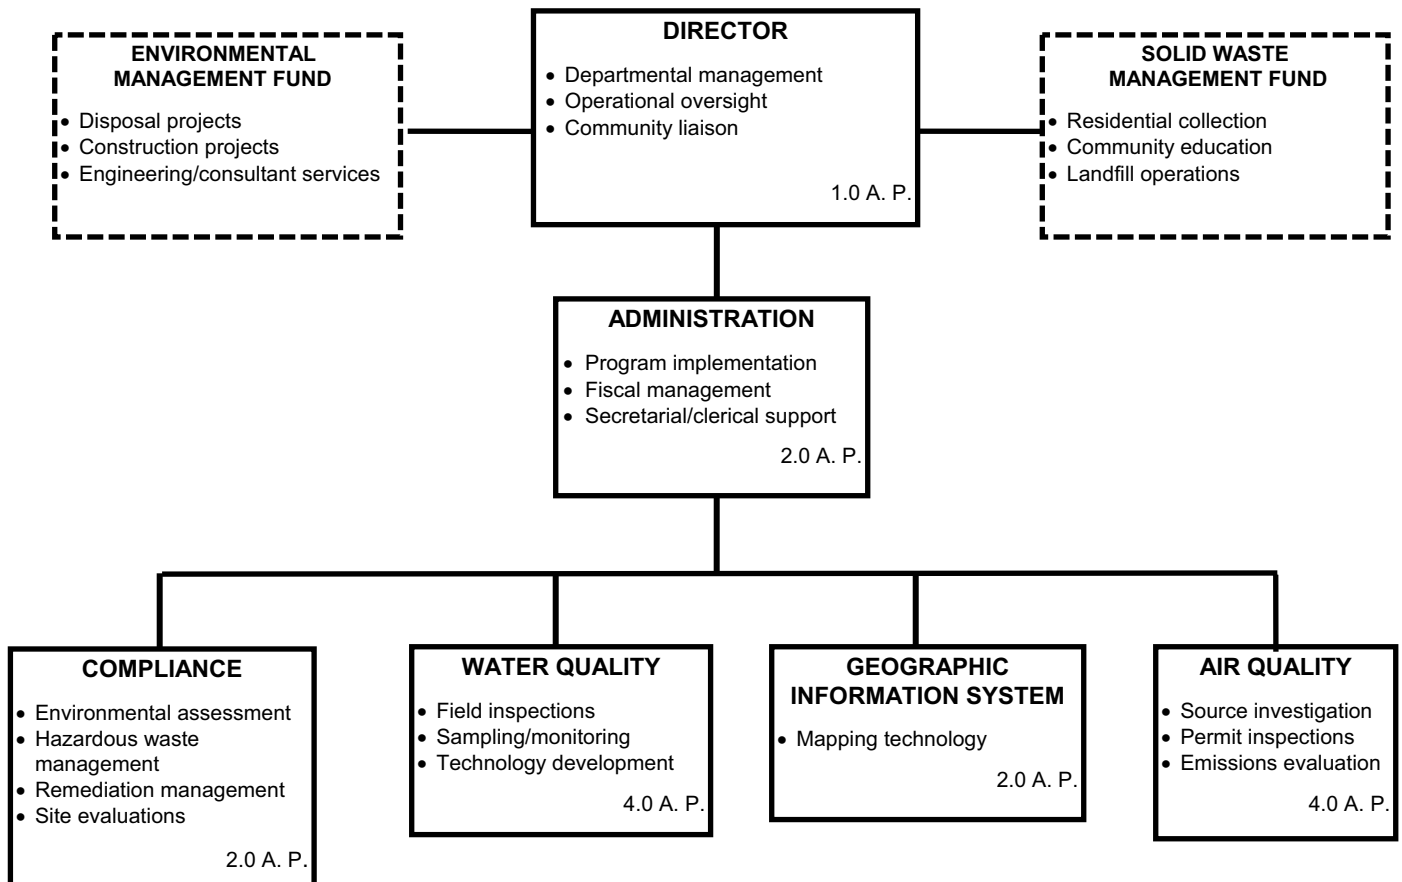 DIRECTOR
• Departmental management
• Operational oversight
• Community liaison
1.0 A. P.
ENVIRONMENTAL
MANAGEMENT FUND
• Disposal projects
• Construction projects
• Engineering/consultant services
SOLID WASTE
MANAGEMENT FUND
• Residential collection
• Community education
• Landfill operations
ADMINISTRATION
• Program implementation
• Fiscal management
• Secretarial/clerical support
2.0 A. P.
COMPLIANCE
• Environmental assessment
• Hazardous waste
management
• Remediation management
• Site evaluations
2.0 A. P.
WATER QUALITY
• Field inspections
• Sampling/monitoring
• Technology development
4.0 A. P.
GEOGRAPHIC
INFORMATION SYSTEM
• Mapping technology
2.0 A. P.
AIR QUALITY
• Source investigation
• Permit inspections
• Emissions evaluation
4.0 A. P.